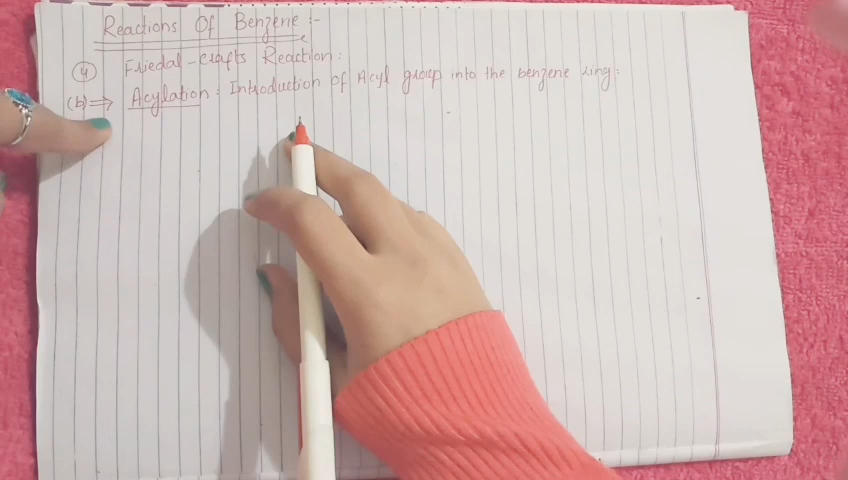 Reactions Of Benzene :-
4 Friedal-Crafts Reaction:
(b) ⇒ Acylation: Introduction of Acyl group into the benzene ring: